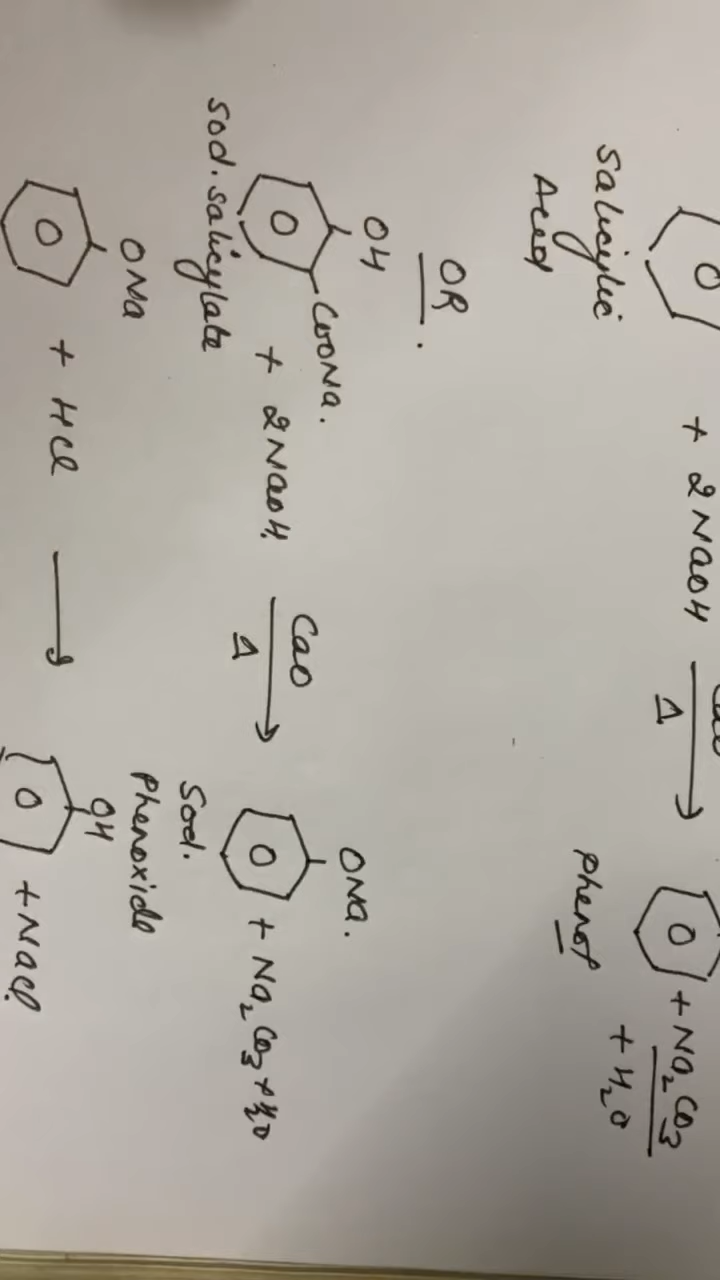 + 2NaOH
Δ
+ Na2CO3
+ H2O
Salicylic
Acid
phenol
OR
OH
COONa.
+ 2NaOH
CaO
Δ
ONa.
+ Na2CO3 + H2O
Sod. Salicylate
Sod.
Phenoxide
ONa
+ HCl
OH
+ NaCl